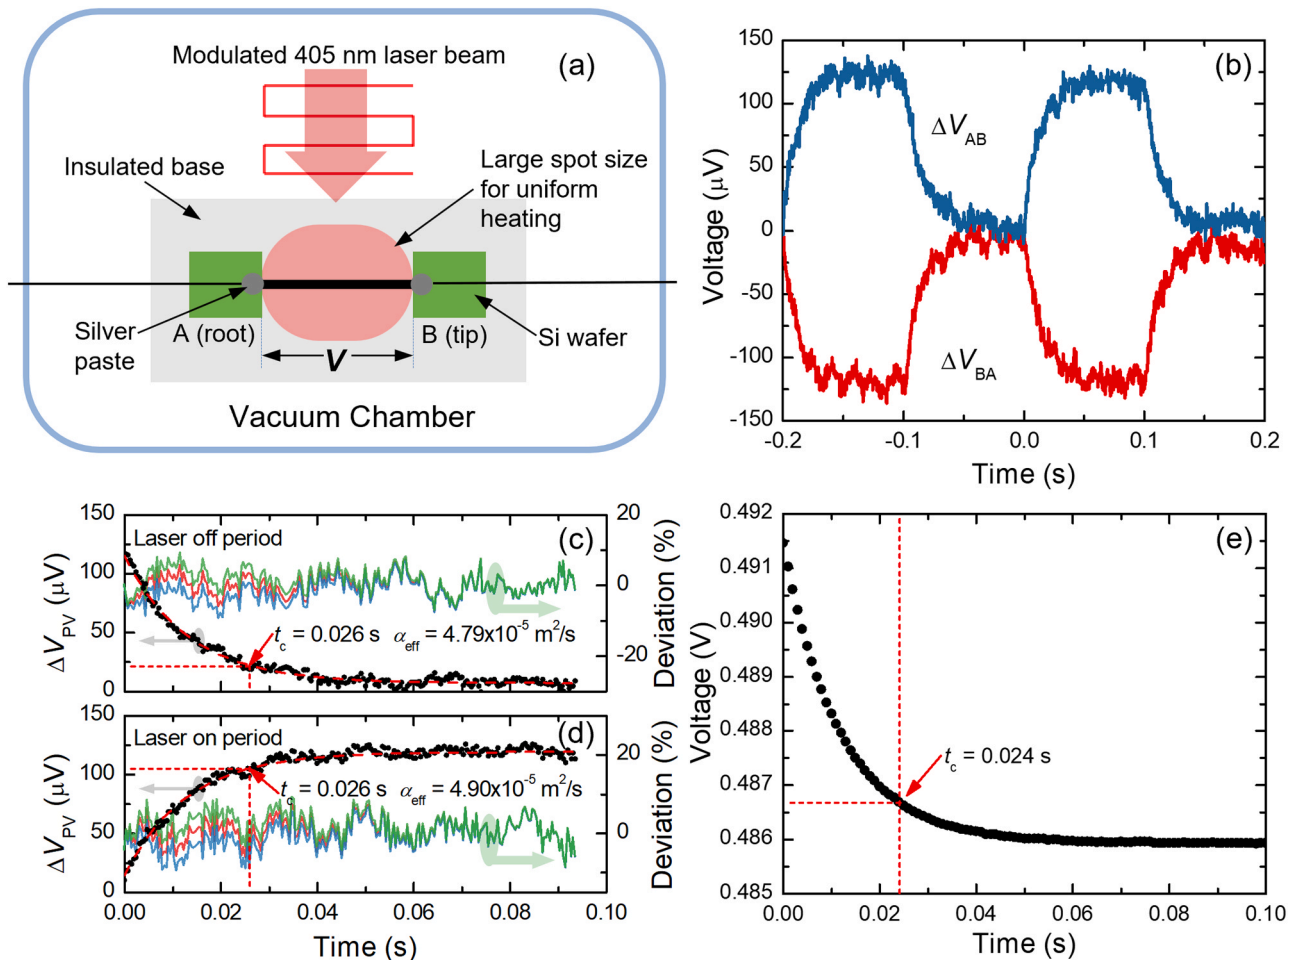 Modulated 405 nm laser beam
(a)
Insulated base
Large spot size
for uniform
heating
Silver
paste
A (root)
B (tip)
Si wafer
V
Vacuum Chamber
(b)
Voltage (μV)
150
100
50
0
-50
-100
-150
ΔV_AB
ΔV_BA
-0.2 -0.1 0.0 0.1 0.2
Time (s)
(c)
Laser off period
ΔV_PV (μV)
150
100
50
0
20
0
-20
Deviation (%)
t_c = 0.026 s α_eff = 4.79x10⁻⁵ m²/s
(d)
Laser on period
ΔV_PV (μV)
150
100
50
0
20
0
Deviation (%)
t_c = 0.026 s α_eff = 4.90x10⁻⁵ m²/s
0.00 0.02 0.04 0.06 0.08 0.10
Time (s)
(e)
Voltage (V)
0.492
0.491
0.490
0.489
0.488
0.487
0.486
0.485
t_c = 0.024 s
0.00 0.02 0.04 0.06 0.08 0.10
Time (s)